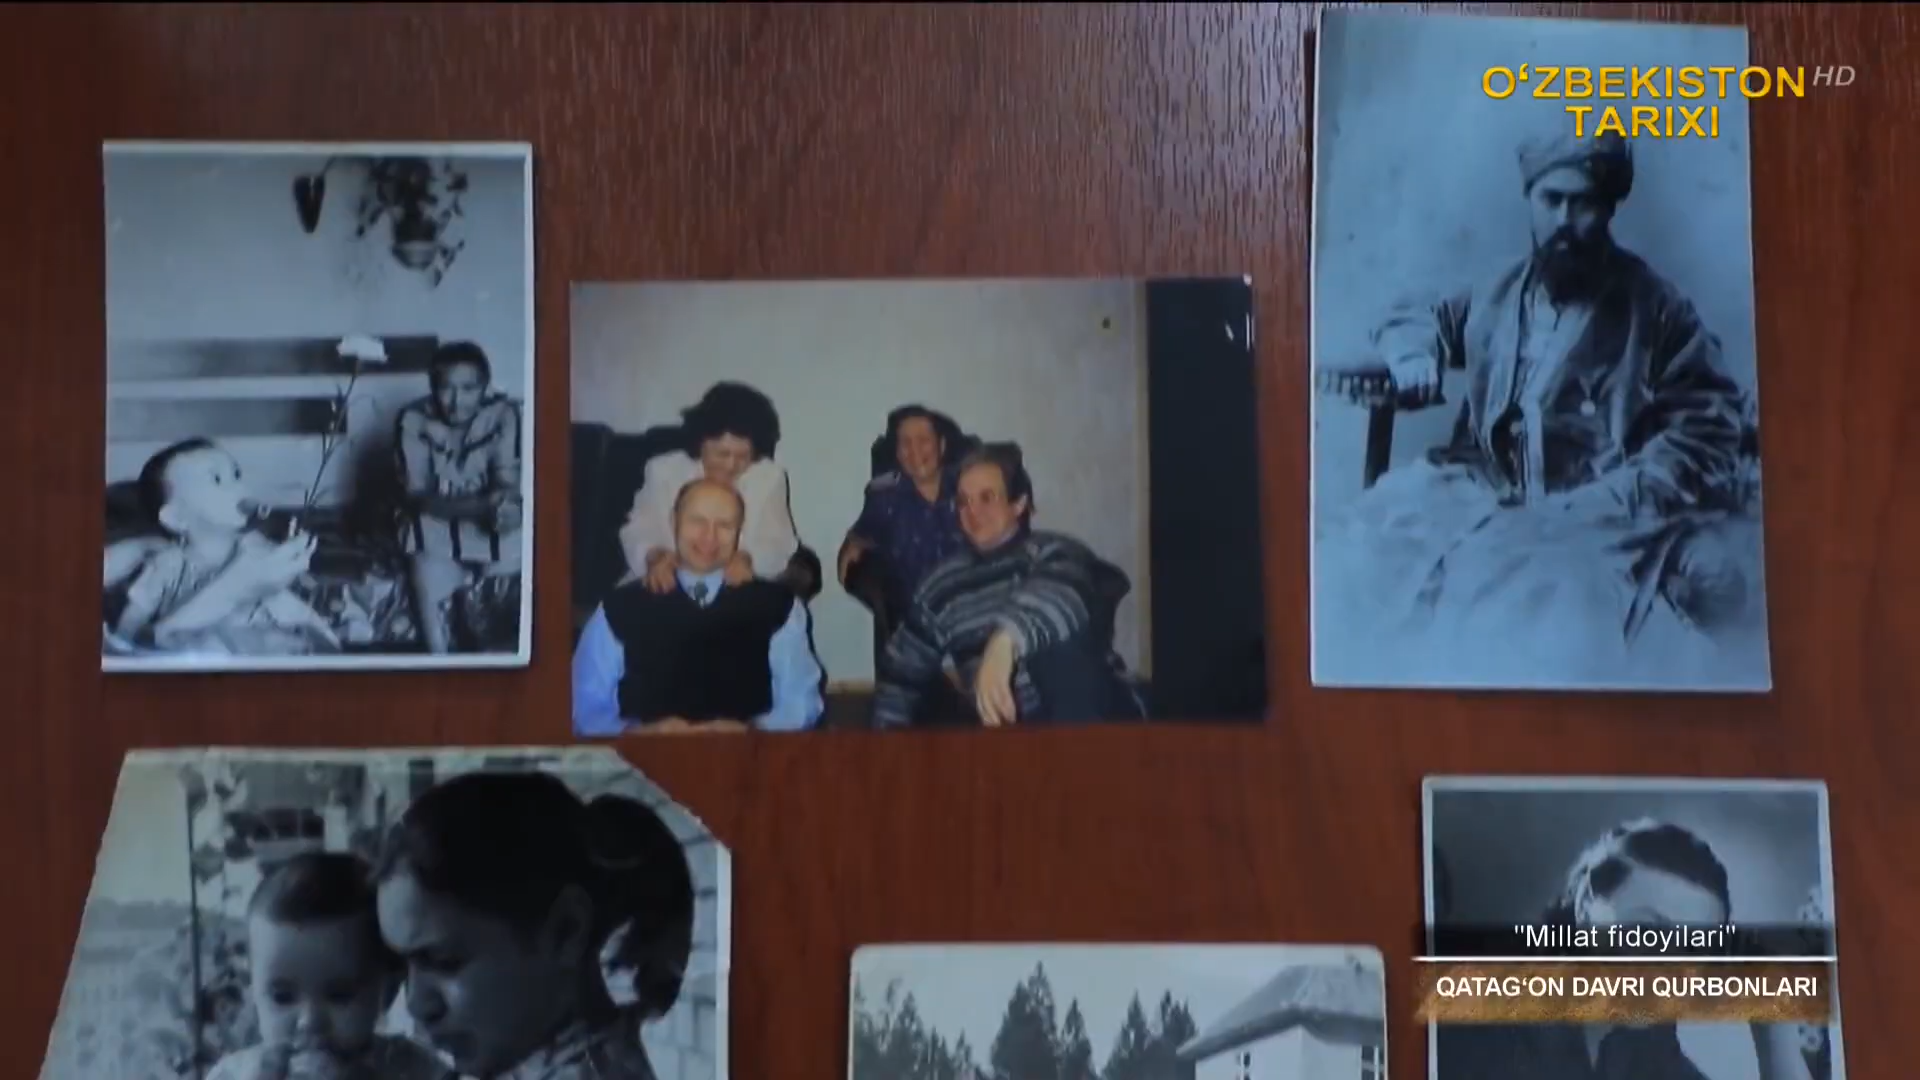 O‘ZBEKISTON HD
TARIXI
"Millat fidoyilari"
QATAG‘ON DAVRI QURBONLARI